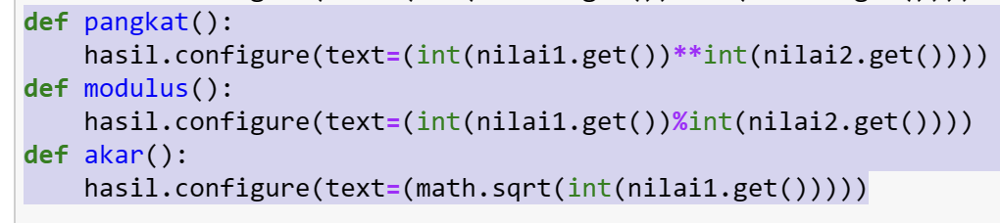 def pangkat():
    hasil.configure(text=(int(nilai1.get())**int(nilai2.get())))
def modulus():
    hasil.configure(text=(int(nilai1.get())%int(nilai2.get())))
def akar():
    hasil.configure(text=(math.sqrt(int(nilai1.get()))))